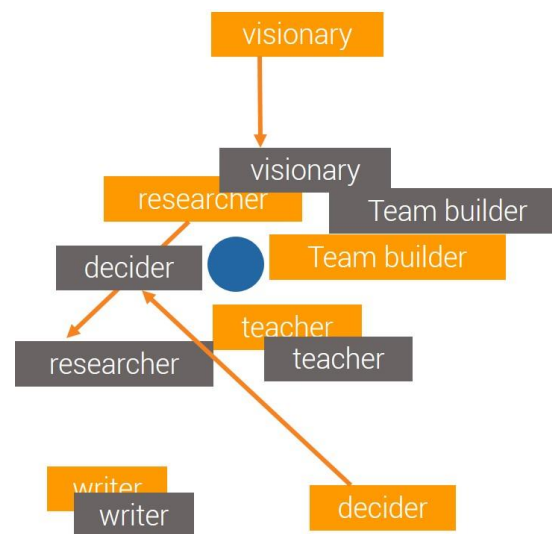 visionary
visionary
researcher
Team builder
decider
Team builder
teacher
researcher
teacher
writer
writer
decider